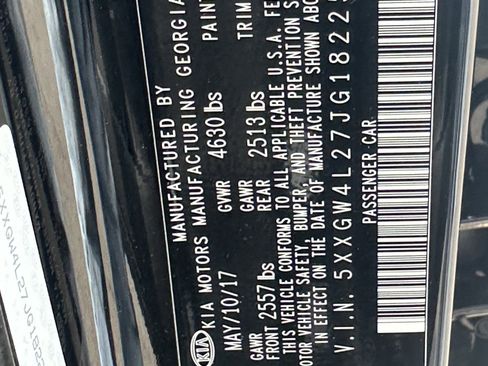 MANUFACTURED BY
KIA KIA MOTORS MANUFACTURING GEORGIA
MAY/10/17 PAINT
GVWR 4630 lbs
GAWR FRONT 2557 lbs
GAWR REAR 2513 lbs TRIM
THIS VEHICLE CONFORMS TO ALL APPLICABLE U.S.A. FE
MOTOR VEHICLE SAFETY, BUMPER, AND THEFT PREVENTION S
IN EFFECT ON THE DATE OF MANUFACTURE SHOWN ABO
V.I.N. 5XXGW4L27JG1822
PASSENGER CAR
5XXGW4L27JG1822